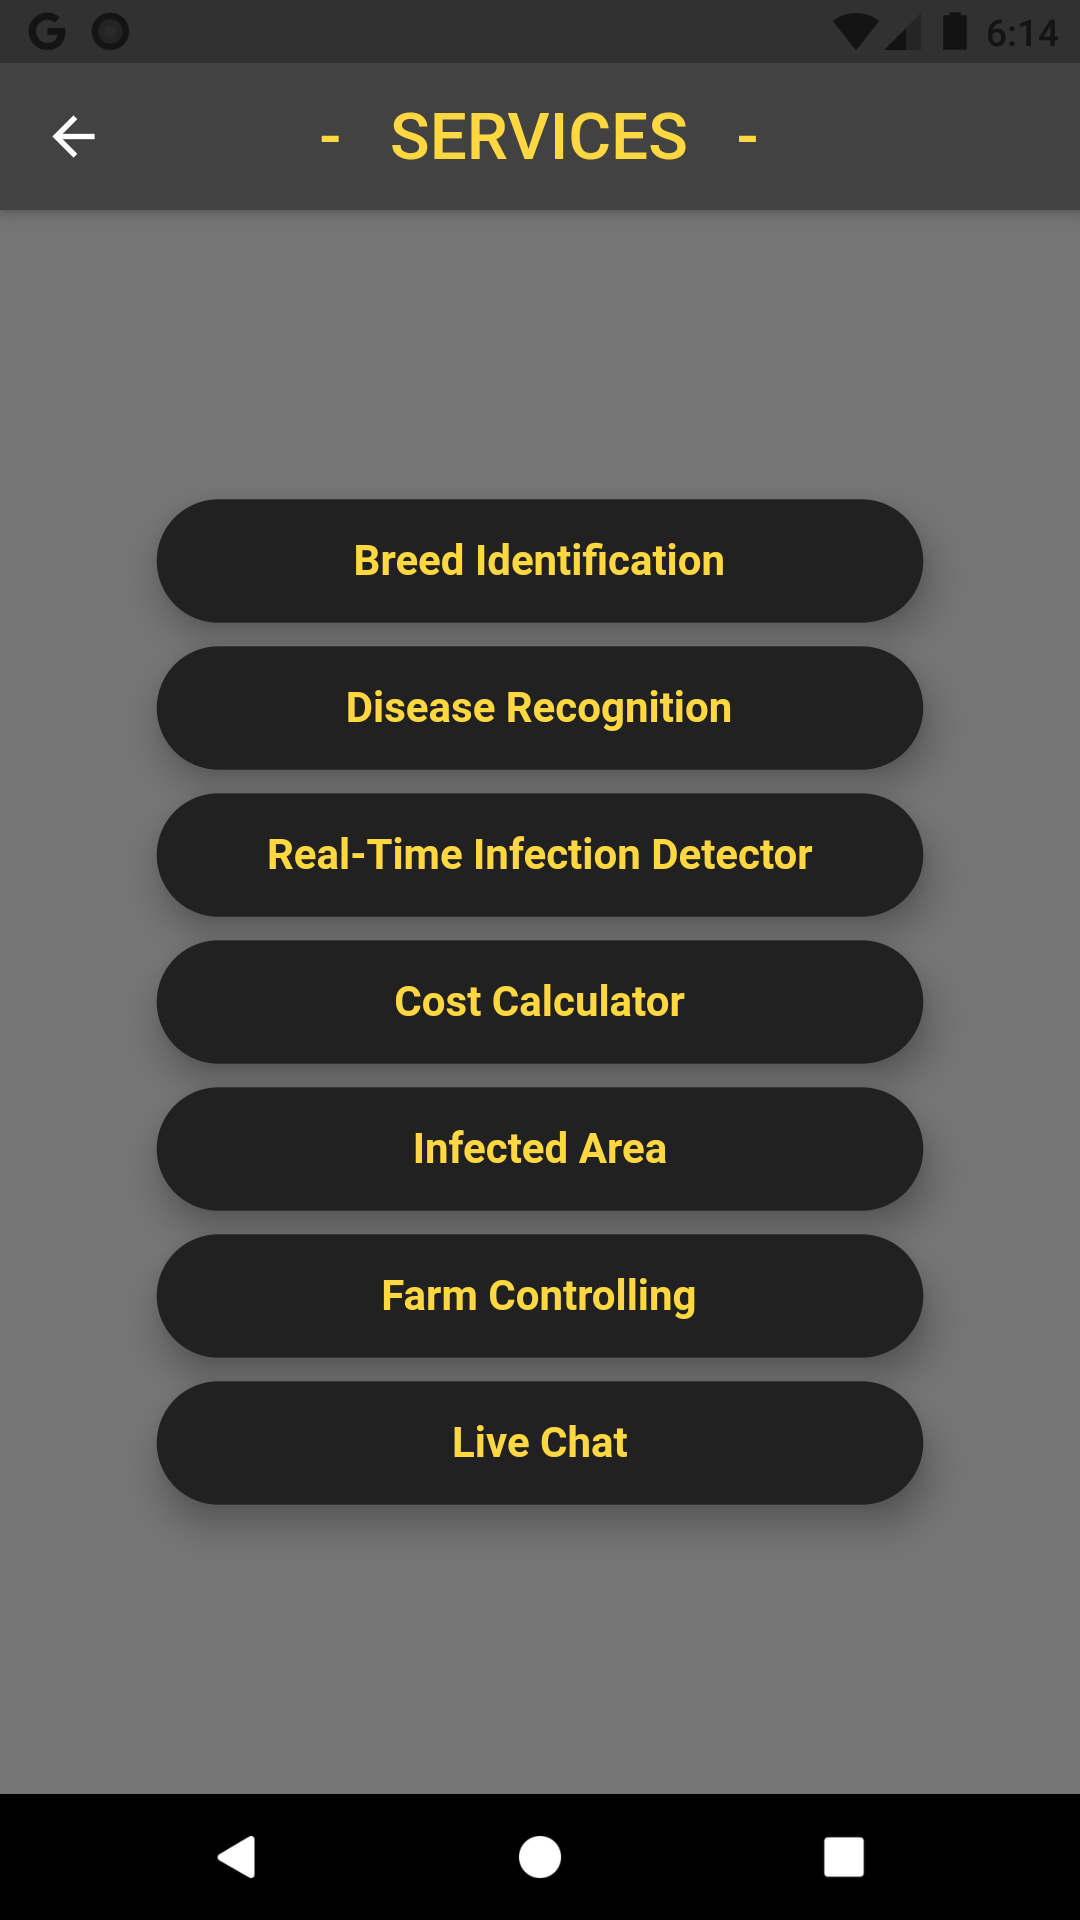 6:14
- SERVICES -
Breed Identification
Disease Recognition
Real-Time Infection Detector
Cost Calculator
Infected Area
Farm Controlling
Live Chat